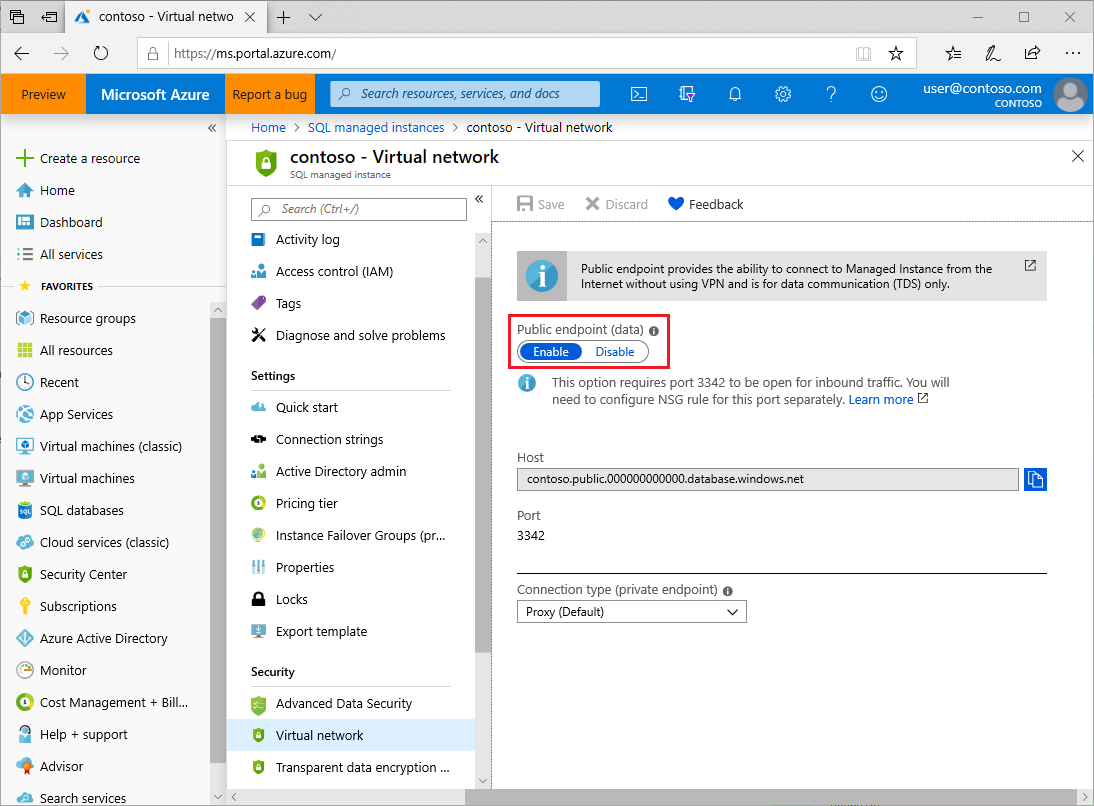 contoso - Virtual netwo
https://ms.portal.azure.com/
Preview
Microsoft Azure
Report a bug
Search resources, services, and docs
user@contoso.com
CONTOSO
Create a resource
Home
Dashboard
All services
FAVORITES
Resource groups
All resources
Recent
App Services
Virtual machines (classic)
Virtual machines
SQL databases
Cloud services (classic)
Security Center
Subscriptions
Azure Active Directory
Monitor
Cost Management + Bill...
Help + support
Advisor
Search services
Home > SQL managed instances > contoso - Virtual network
contoso - Virtual network
SQL managed instance
Search (Ctrl+/)
Activity log
Access control (IAM)
Tags
Diagnose and solve problems
Settings
Quick start
Connection strings
Active Directory admin
Pricing tier
Instance Failover Groups (pr...
Properties
Locks
Export template
Security
Advanced Data Security
Virtual network
Transparent data encryption ...
Save
Discard
Feedback
Public endpoint provides the ability to connect to Managed Instance from the
Internet without using VPN and is for data communication (TDS) only.
Public endpoint (data)
Enable
Disable
This option requires port 3342 to be open for inbound traffic. You will
need to configure NSG rule for this port separately. Learn more
Host
contoso.public.000000000000.database.windows.net
Port
3342
Connection type (private endpoint)
Proxy (Default)